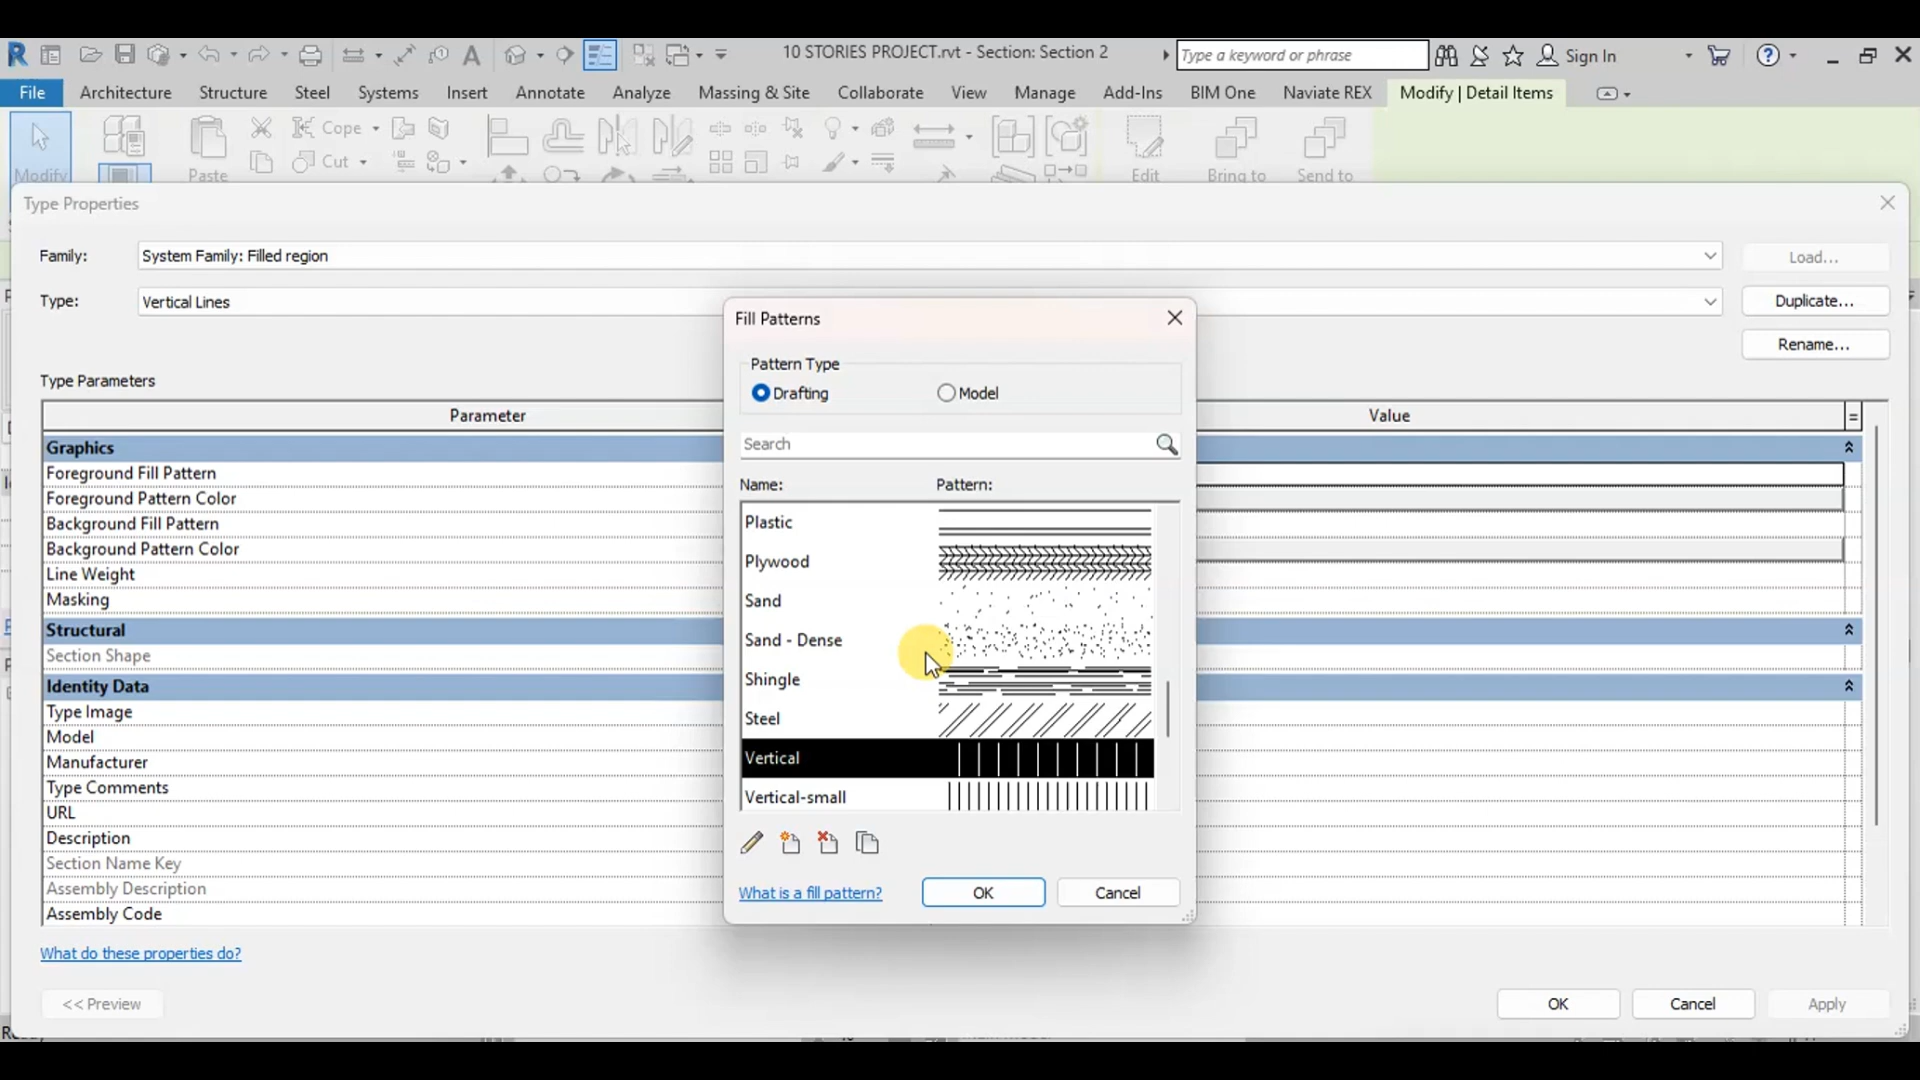 10 STORIES PROJECT.rvt - Section: Section 2
Type a keyword or phrase
Sign In
File Architecture Structure Steel Systems Insert Annotate Analyze Massing & Site Collaborate View Manage Add-Ins BIM One Naviate REX Modify | Detail Items
Cope
Cut
Modify Paste Edit Bring to Send to
Type Properties
Family: System Family: Filled region Load...
Type: Vertical Lines Duplicate...
Rename...
Type Parameters
Parameter Value
Graphics
Foreground Fill Pattern
Foreground Pattern Color
Background Fill Pattern
Background Pattern Color
Line Weight
Masking
Structural
Section Shape
Identity Data
Type Image
Model
Manufacturer
Type Comments
URL
Description
Section Name Key
Assembly Description
Assembly Code
What do these properties do?
<< Preview OK Cancel Apply
Fill Patterns
Pattern Type
Drafting Model
Search
Name: Pattern:
Plastic
Plywood
Sand
Sand - Dense
Shingle
Steel
Vertical
Vertical-small
What is a fill pattern? OK Cancel